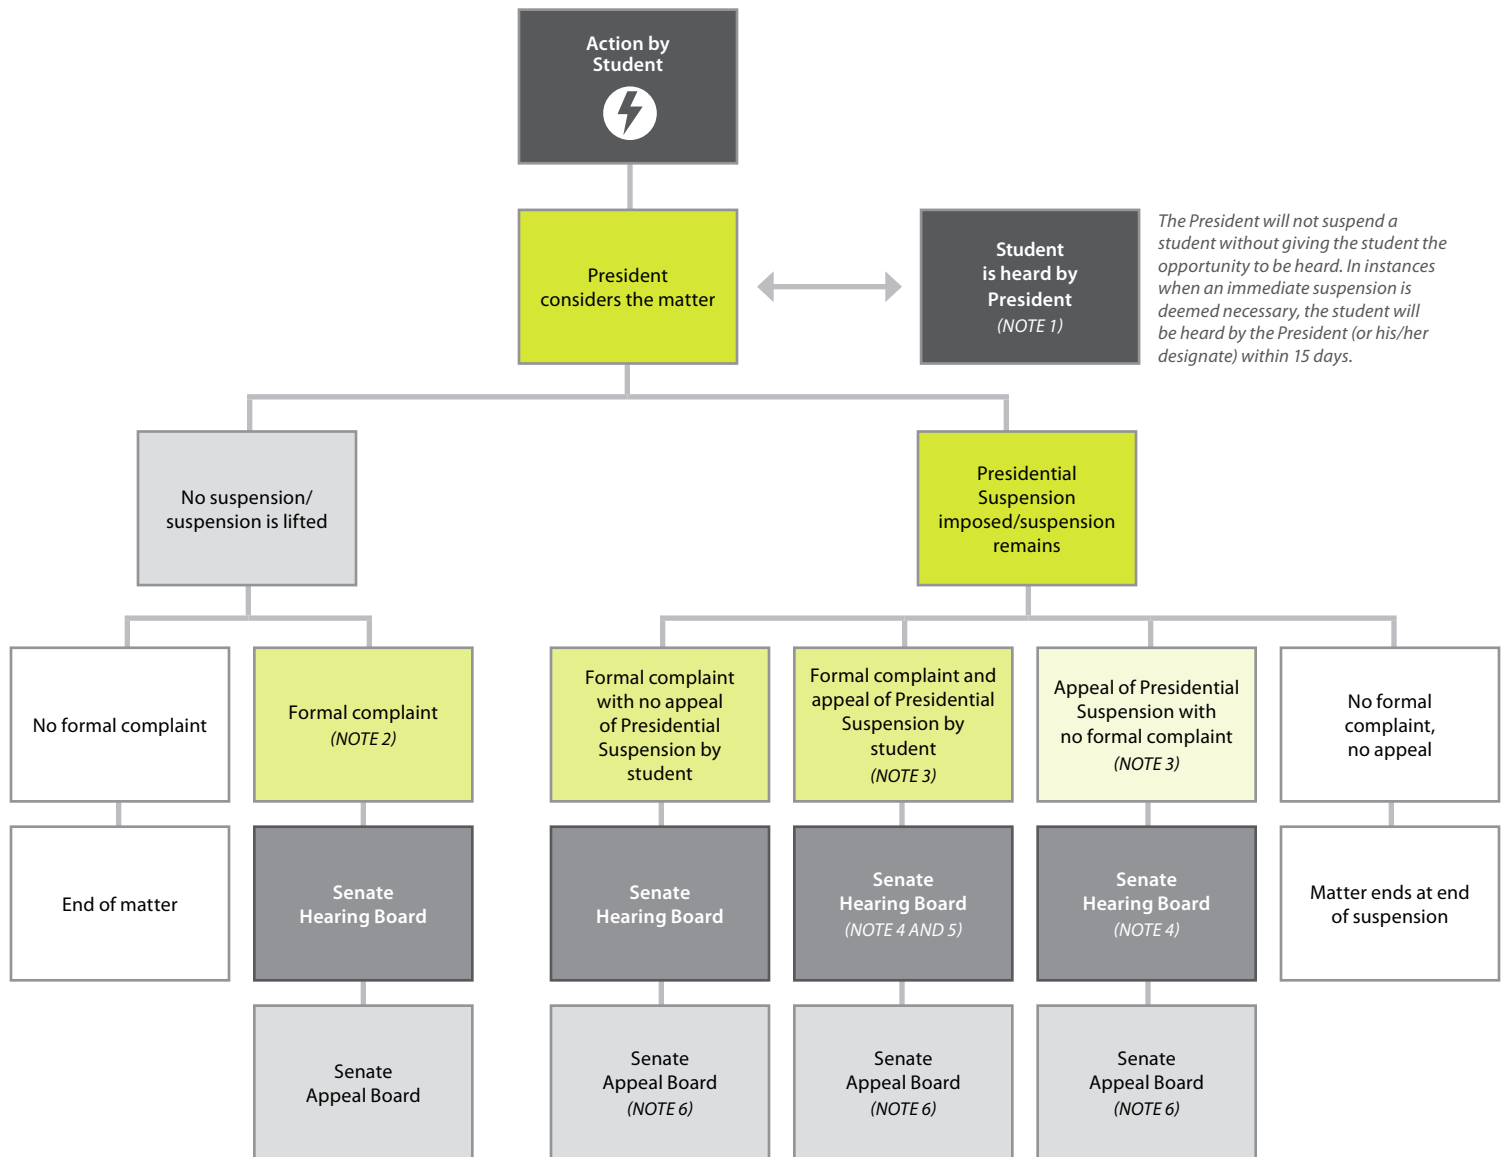 Action by
Student
President
considers the matter
Student
is heard by
President
(NOTE 1)
The President will not suspend a
student without giving the student the
opportunity to be heard. In instances
when an immediate suspension is
deemed necessary, the student will
be heard by the President (or his/her
designate) within 15 days.
No suspension/
suspension is lifted
Presidential
Suspension
imposed/suspension
remains
No formal complaint
Formal complaint
(NOTE 2)
Formal complaint
with no appeal
of Presidential
Suspension by
student
Formal complaint and
appeal of Presidential
Suspension by
student
(NOTE 3)
Appeal of Presidential
Suspension with
no formal complaint
(NOTE 3)
No formal
complaint,
no appeal
End of matter
Senate
Hearing Board
Senate
Hearing Board
Senate
Hearing Board
(NOTE 4 AND 5)
Senate
Hearing Board
(NOTE 4)
Matter ends at end
of suspension
Senate
Appeal Board
Senate
Appeal Board
(NOTE 6)
Senate
Appeal Board
(NOTE 6)
Senate
Appeal Board
(NOTE 6)